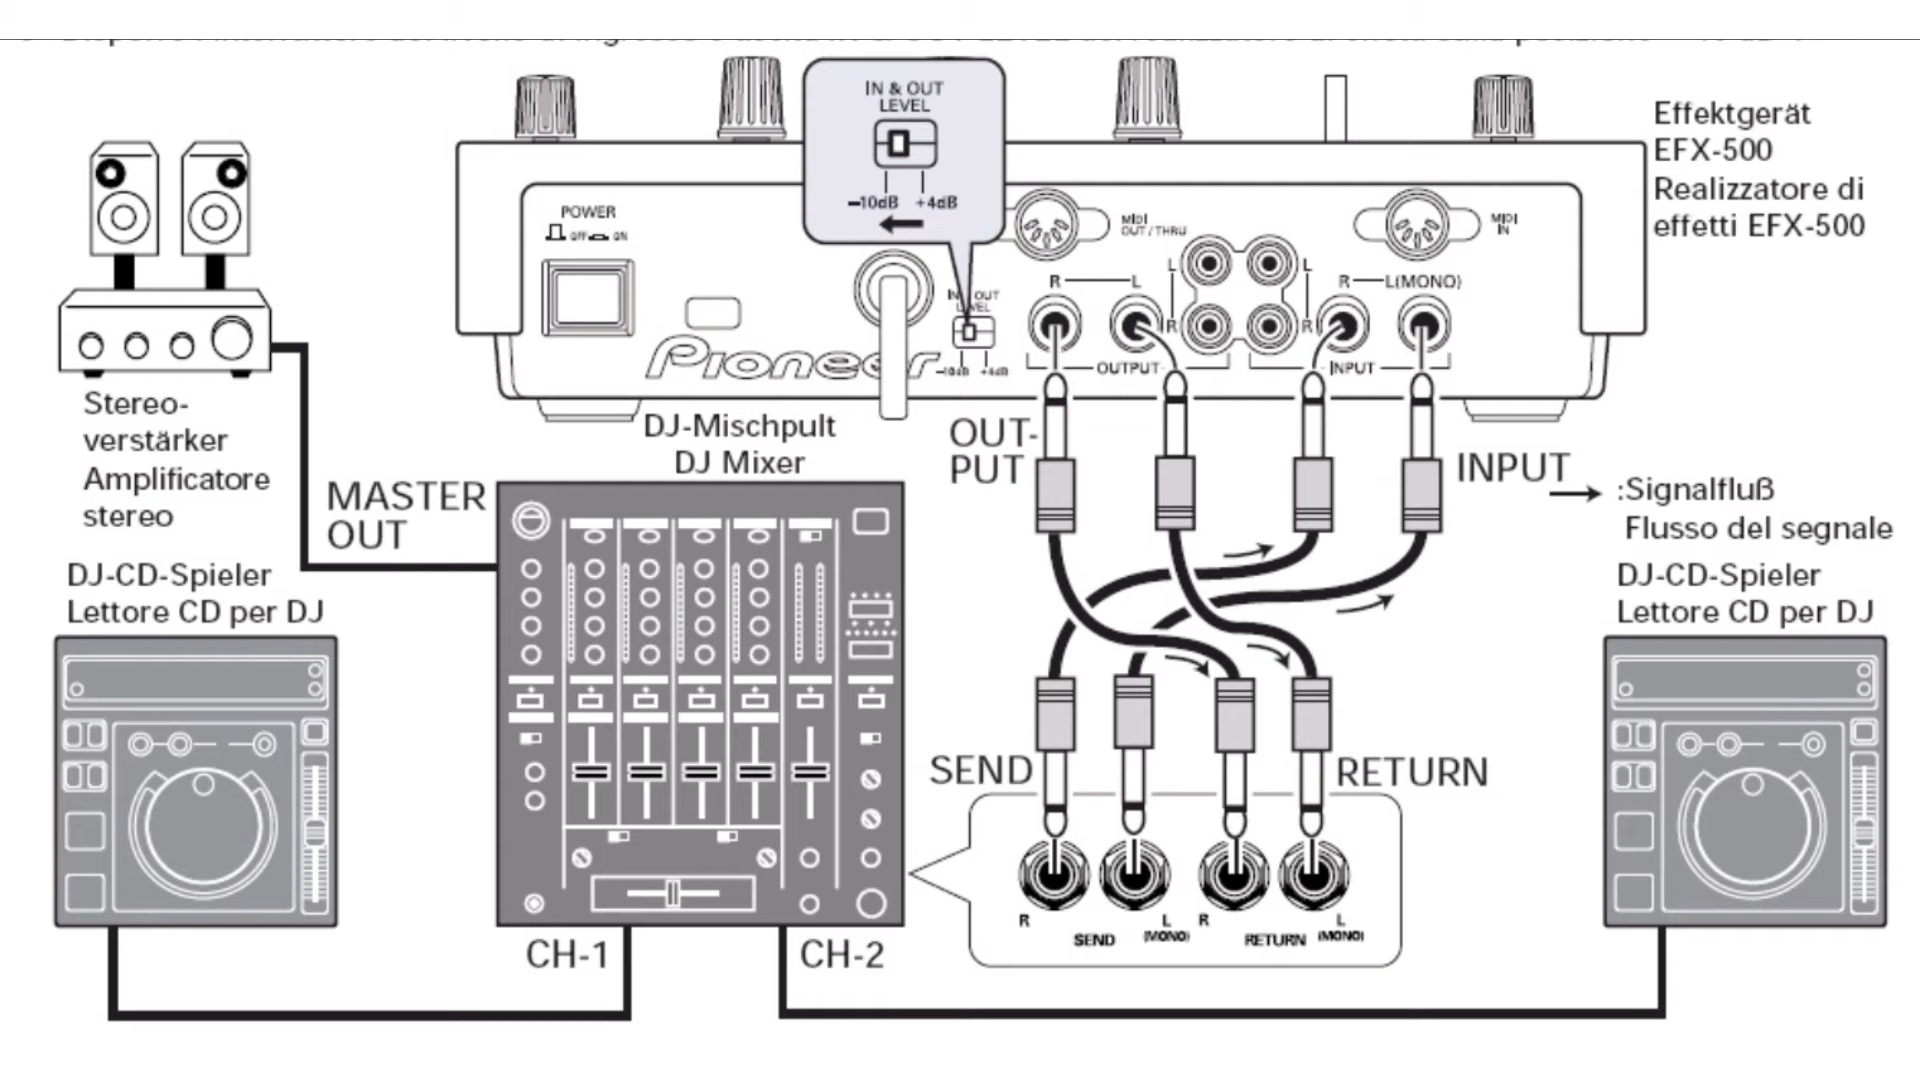 IN & OUT
LEVEL
−10dB +4dB
Effektgerät
EFX-500
Realizzatore di
effetti EFX-500
POWER
OFF ON
MIDI
OUT / THRU
MIDI
IN
R L
L
R
L
R
R L(MONO)
IN OUT
LEVEL
-10dB +4dB
OUTPUT
INPUT
Pioneer
Stereo-
verstärker
Amplificatore
stereo
DJ-Mischpult
DJ Mixer
OUT-
PUT
INPUT
:Signalfluß
Flusso del segnale
MASTER
OUT
DJ-CD-Spieler
Lettore CD per DJ
DJ-CD-Spieler
Lettore CD per DJ
SEND
RETURN
R
L
(MONO)
SEND
R
L
(MONO)
RETURN
CH-1
CH-2